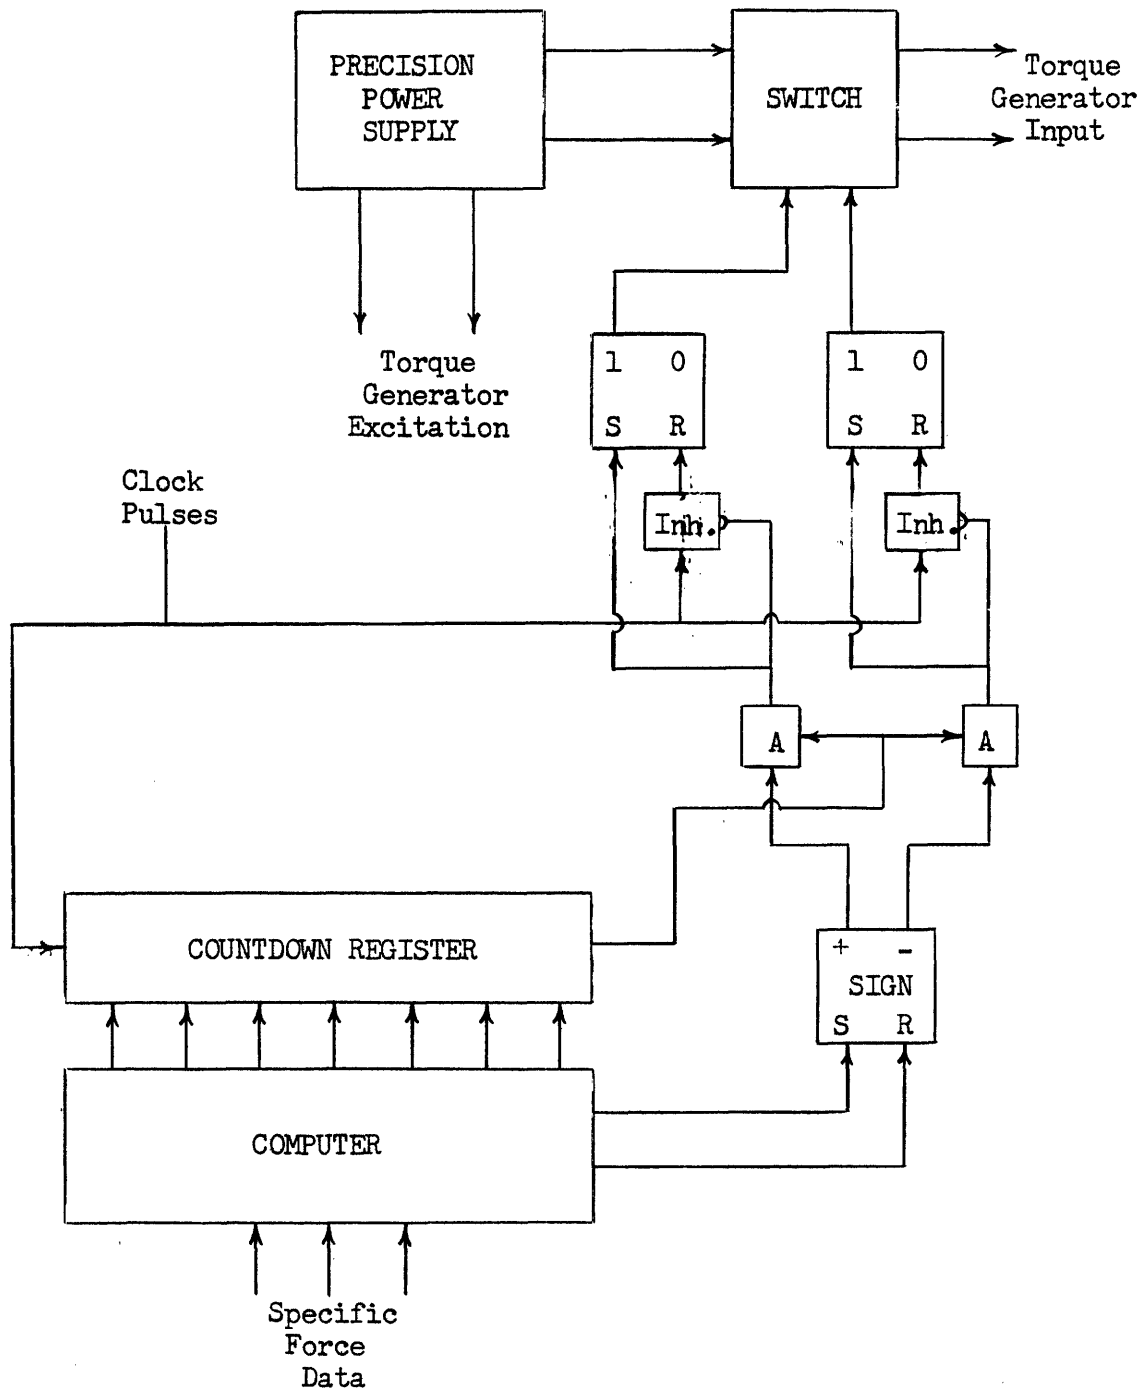 PRECISION
POWER
SUPPLY
SWITCH
Torque
Generator
Input
Torque
Generator
Excitation
1 0
S R
1 0
S R
Clock
Pulses
Inh.
Inh.
A
A
COUNTDOWN REGISTER
+ -
SIGN
S R
COMPUTER
Specific
Force
Data